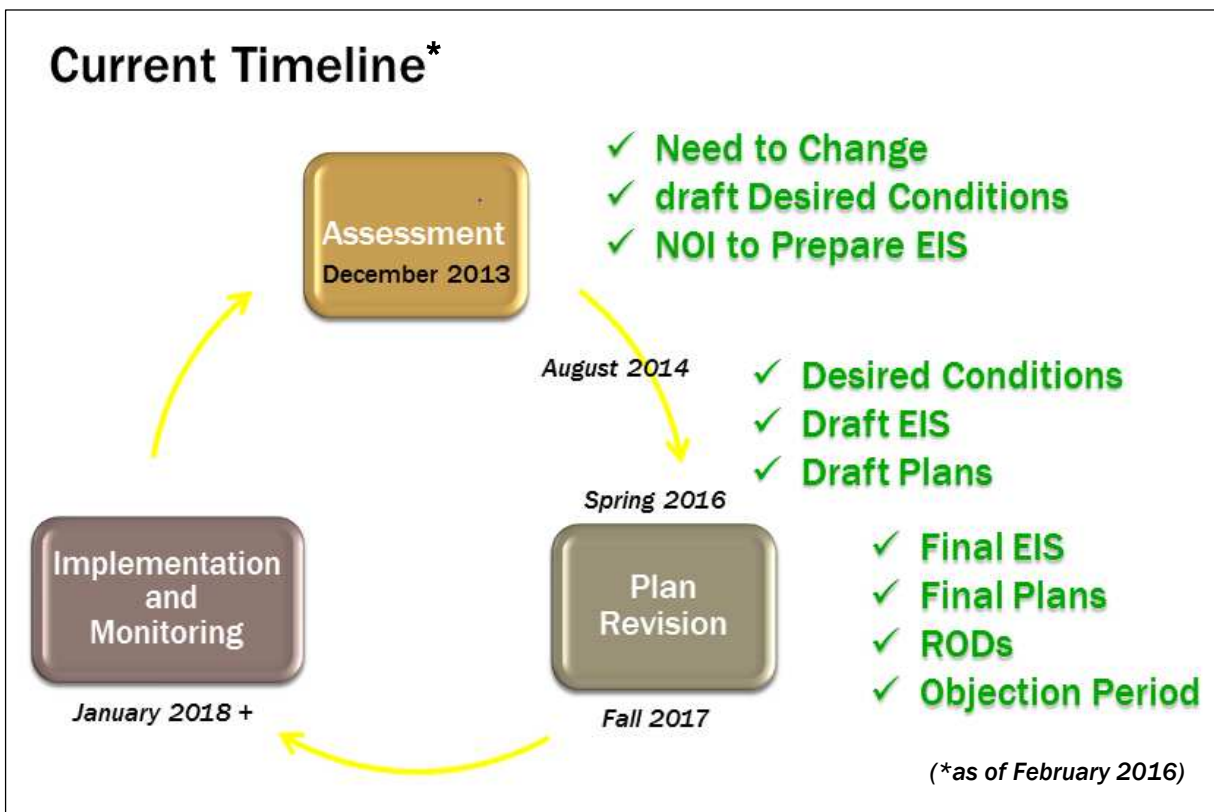 Current Timeline*
Assessment
December 2013
✓ Need to Change
✓ draft Desired Conditions
✓ NOI to Prepare EIS
August 2014
✓ Desired Conditions
✓ Draft EIS
✓ Draft Plans
Spring 2016
Plan
Revision
Fall 2017
✓ Final EIS
✓ Final Plans
✓ RODs
✓ Objection Period
Implementation
and
Monitoring
January 2018 +
(*as of February 2016)